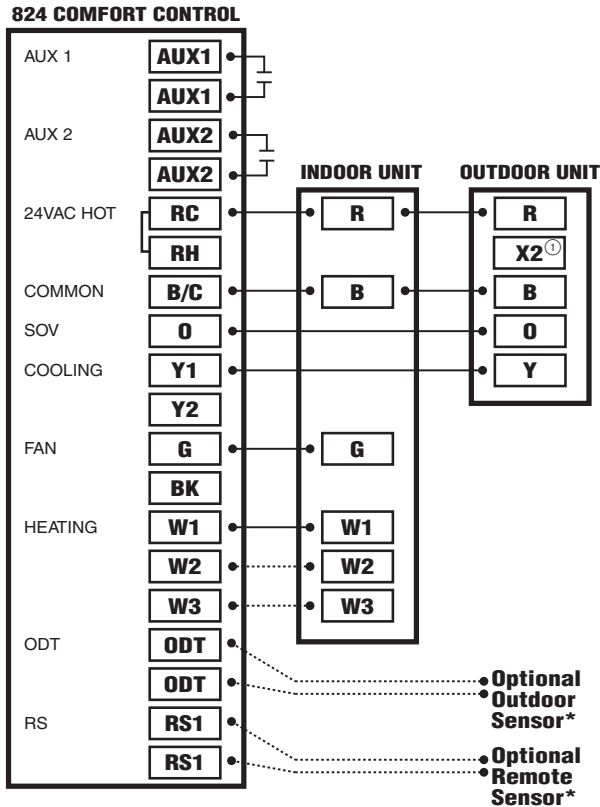 824 COMFORT CONTROL
AUX 1 AUX1
AUX1
AUX 2 AUX2
AUX2
INDOOR UNIT OUTDOOR UNIT
24VAC HOT RC R R
RH X2①
COMMON B/C B B
SOV O O
COOLING Y1 Y
Y2
FAN G G
BK
HEATING W1 W1
W2 W2
W3 W3
ODT ODT
ODT
Optional
Outdoor
Sensor*
RS RS1
RS1
Optional
Remote
Sensor*